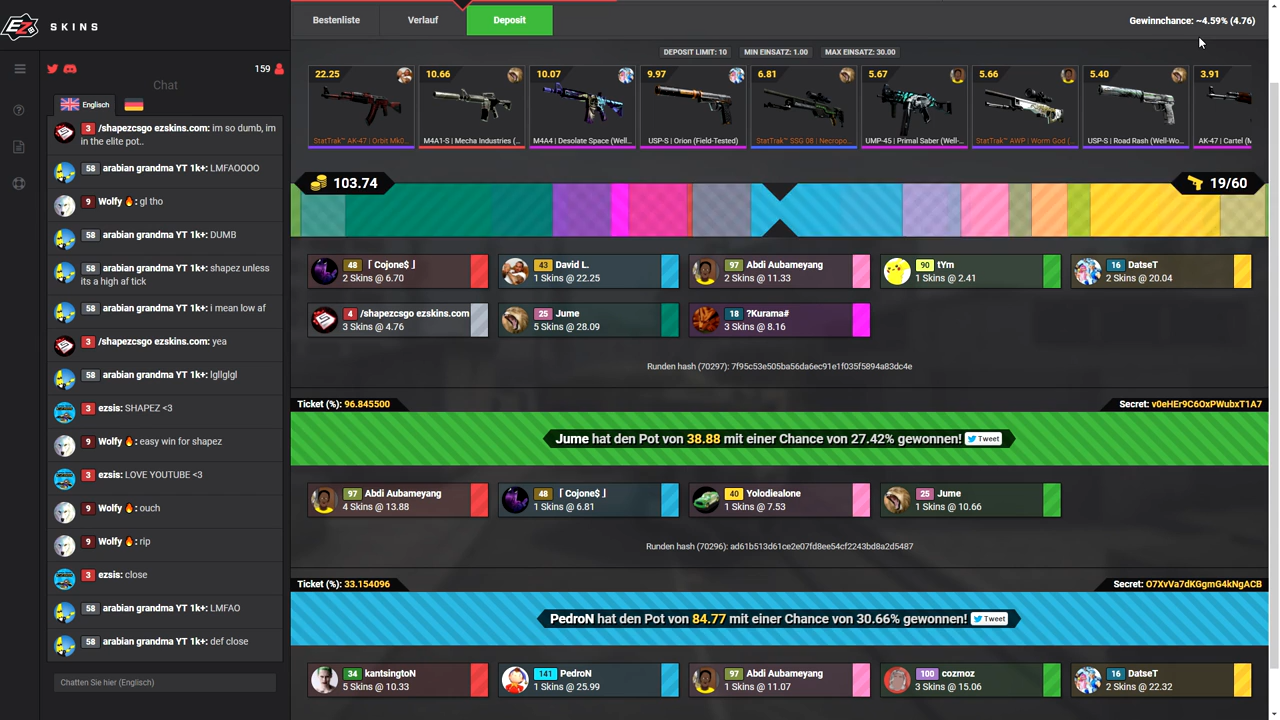 EZ SKINS
Bestenliste
Verlauf
Deposit
Gewinnchance: ~4.59% (4.76)
159
Chat
Englisch
3 /shapezcsgo ezskins.com: im so dumb, im
in the elite pot..
58 arabian grandma YT 1k+: LMFAOOOO
9 Wolfy 🔥: gl tho
58 arabian grandma YT 1k+: DUMB
58 arabian grandma YT 1k+: shapez unless
its a high af tick
58 arabian grandma YT 1k+: i mean low af
3 /shapezcsgo ezskins.com: yea
58 arabian grandma YT 1k+: lgllglgl
3 ezsis: SHAPEZ <3
9 Wolfy 🔥: easy win for shapez
3 ezsis: LOVE YOUTUBE <3
9 Wolfy 🔥: ouch
9 Wolfy 🔥: rip
3 ezsis: close
58 arabian grandma YT 1k+: LMFAO
58 arabian grandma YT 1k+: def close
Chatten Sie hier (Englisch)
DEPOSIT LIMIT: 10
MIN EINSATZ: 1.00
MAX EINSATZ: 30.00
22.25
StatTrak™ AK-47 | Orbit Mk0...
10.66
M4A1-S | Mecha Industries (...
10.07
M4A4 | Desolate Space (Well...
9.97
USP-S | Orion (Field-Tested)
6.81
StatTrak™ SSG 08 | Necropo...
5.67
UMP-45 | Primal Saber (Well-...
5.66
StatTrak™ AWP | Worm God (...
5.40
USP-S | Road Rash (Well-Wo...
3.91
AK-47 | Cartel (M
103.74
19/60
48 「 Cojone$ 」
2 Skins @ 6.70
43 David L.
1 Skins @ 22.25
97 Abdi Aubameyang
2 Skins @ 11.33
90 tYm
1 Skins @ 2.41
16 DatseT
2 Skins @ 20.04
4 /shapezcsgo ezskins.com
3 Skins @ 4.76
25 Jume
5 Skins @ 28.09
18 ?Kurama#
3 Skins @ 8.16
Runden hash (70297): 7f95c53e505ba56da6ec91e1f035f5894a83dc4e
Ticket (%): 96.845500
Secret: v0eHEr9C6OxPWubxT1A7
Jume hat den Pot von 38.88 mit einer Chance von 27.42% gewonnen! Tweet
97 Abdi Aubameyang
4 Skins @ 13.88
48 「 Cojone$ 」
1 Skins @ 6.81
40 Yolodiealone
1 Skins @ 7.53
25 Jume
1 Skins @ 10.66
Runden hash (70296): ad61b513d61ce2e07fd8ee54cf2243bd8a2d5487
Ticket (%): 33.154096
Secret: O7XvVa7dKGgmG4kNgACB
PedroN hat den Pot von 84.77 mit einer Chance von 30.66% gewonnen! Tweet
34 kantsingtoN
5 Skins @ 10.33
141 PedroN
1 Skins @ 25.99
97 Abdi Aubameyang
1 Skins @ 11.07
100 cozmoz
3 Skins @ 15.06
16 DatseT
2 Skins @ 22.32